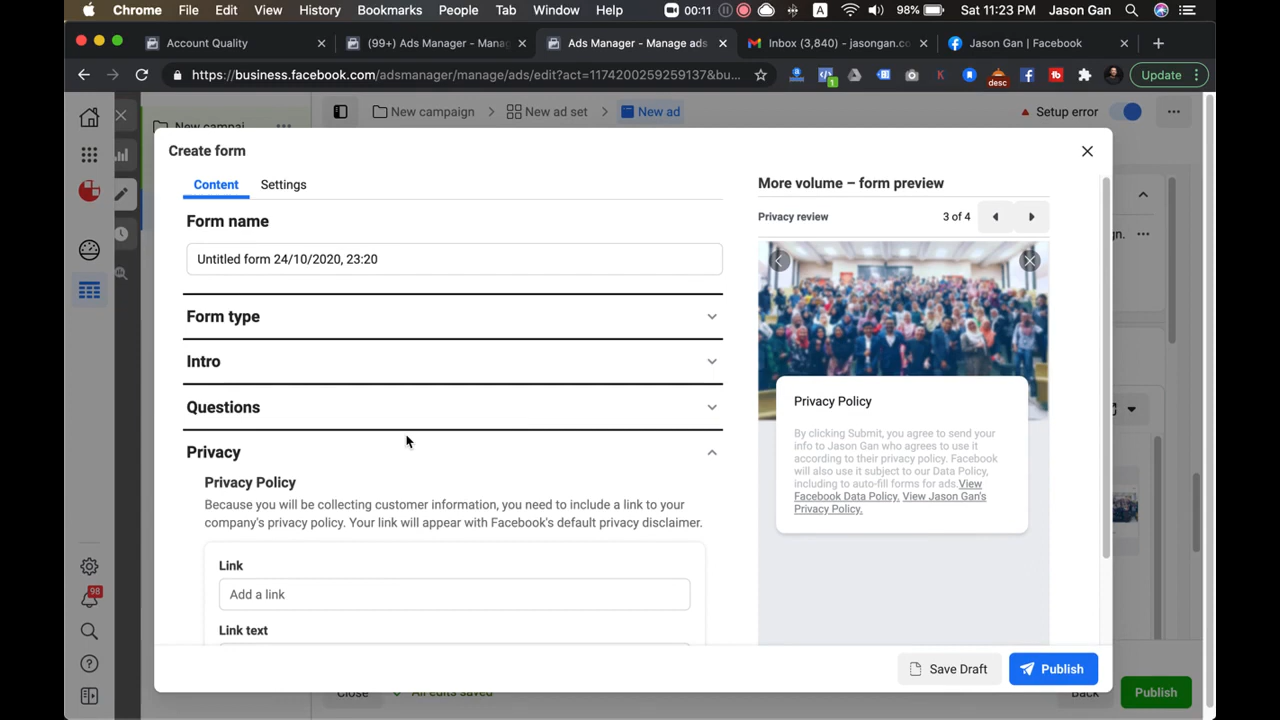 Chrome File Edit View History Bookmarks People Tab Window Help 00:11 A 98% Sat 11:23 PM Jason Gan
Account Quality (99+) Ads Manager - Manag Ads Manager - Manage ads Inbox (3,840) - jasongan.co Jason Gan | Facebook
https://business.facebook.com/adsmanager/manage/ads/edit?act=1174200259259137&bu... 1 K desc Update
New campaign New ad set New ad Setup error
New campai
Create form
Content Settings
More volume – form preview
Form name
Privacy review 3 of 4
Untitled form 24/10/2020, 23:20
gn.
Form type
Intro
Questions
Privacy Policy
By clicking Submit, you agree to send your
info to Jason Gan who agrees to use it
according to their privacy policy. Facebook
will also use it subject to our Data Policy,
including to auto-fill forms for ads.View
Facebook Data Policy. View Jason Gan's
Privacy Policy.
Privacy
Privacy Policy
Because you will be collecting customer information, you need to include a link to your
company's privacy policy. Your link will appear with Facebook's default privacy disclaimer.
Link
Add a link
98
Link text
Save Draft Publish
Close All edits saved Back Publish